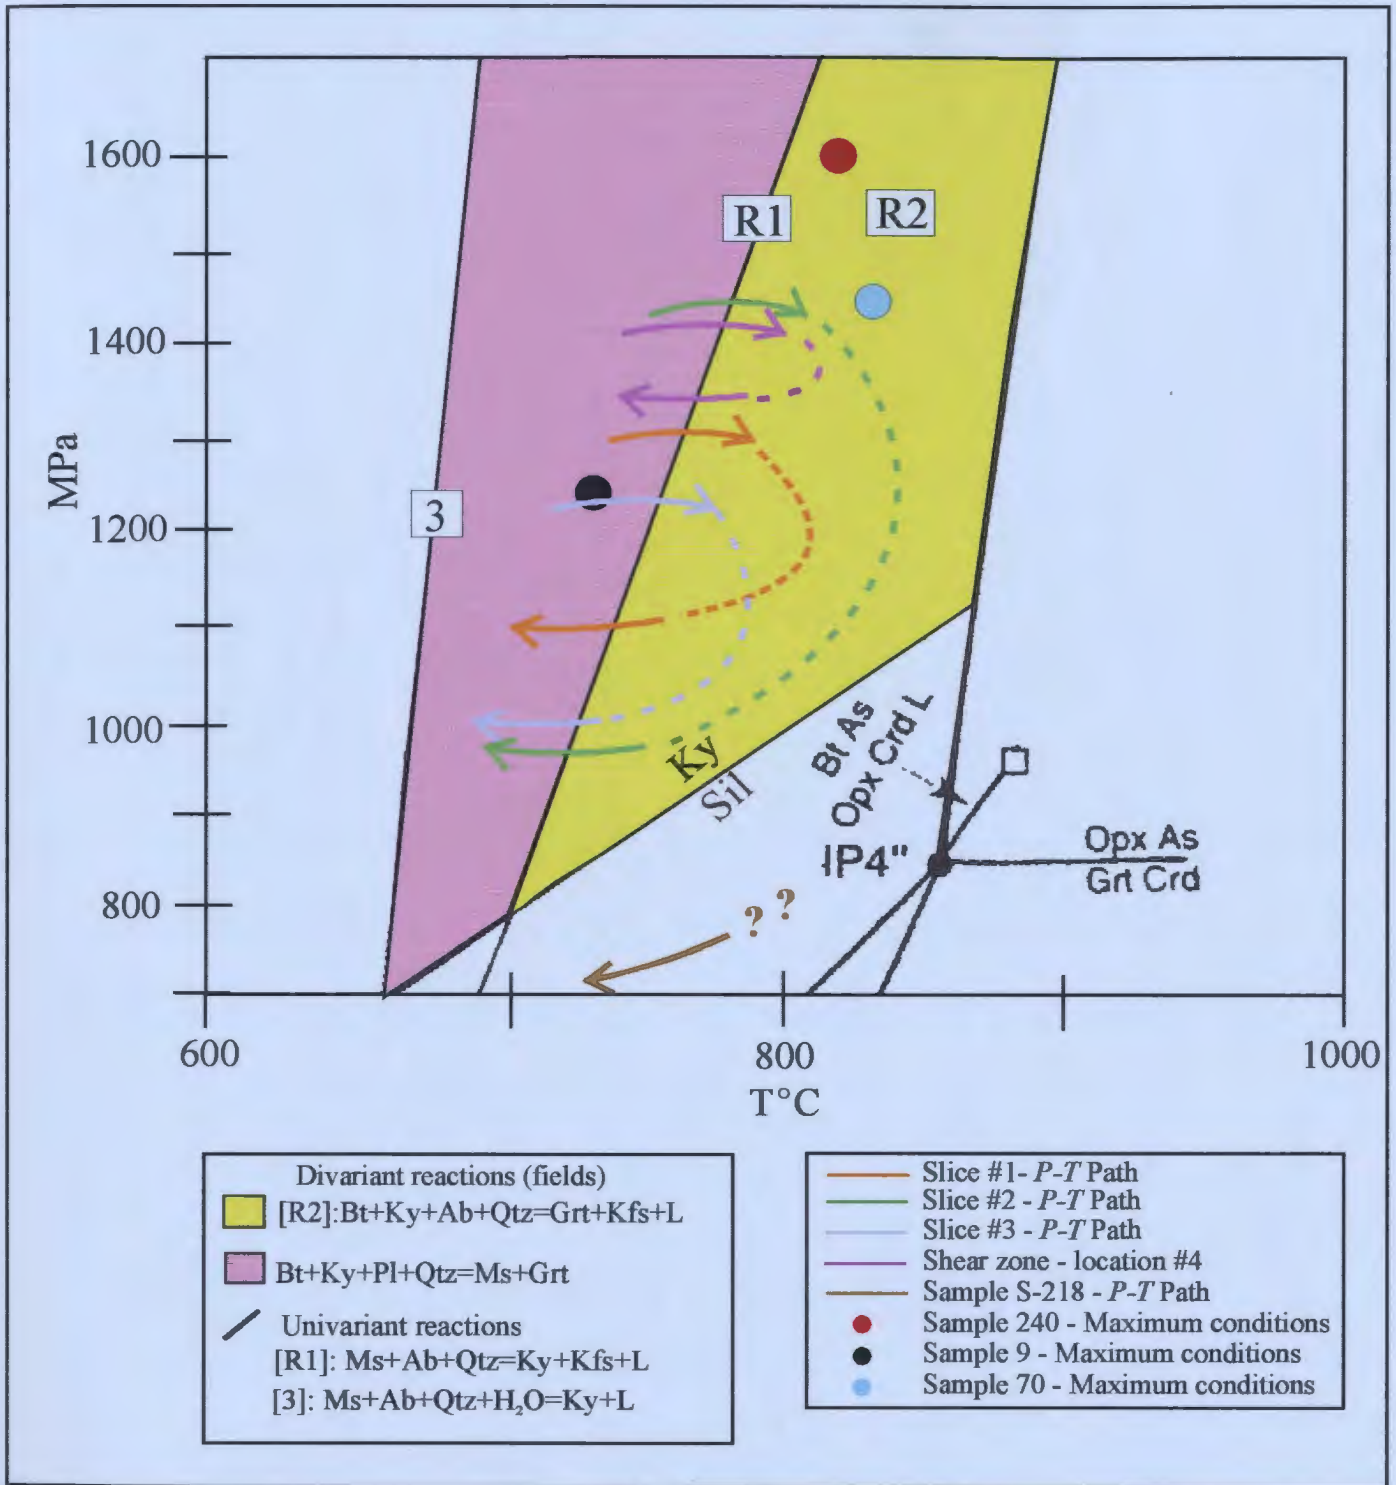 1600
R1
R2
1400
MPa
3
1200
1000
Ky
Sil
Bt As
Opx Crd L
IP4"
Opx As
Grt Crd
800
? ?
600
800
1000
T°C
Divariant reactions (fields)
[R2]:Bt+Ky+Ab+Qtz=Grt+Kfs+L
Bt+Ky+Pl+Qtz=Ms+Grt
Univariant reactions
[R1]: Ms+Ab+Qtz=Ky+Kfs+L
[3]: Ms+Ab+Qtz+H₂O=Ky+L
Slice #1- P-T Path
Slice #2 - P-T Path
Slice #3 - P-T Path
Shear zone - location #4
Sample S-218 - P-T Path
Sample 240 - Maximum conditions
Sample 9 - Maximum conditions
Sample 70 - Maximum conditions